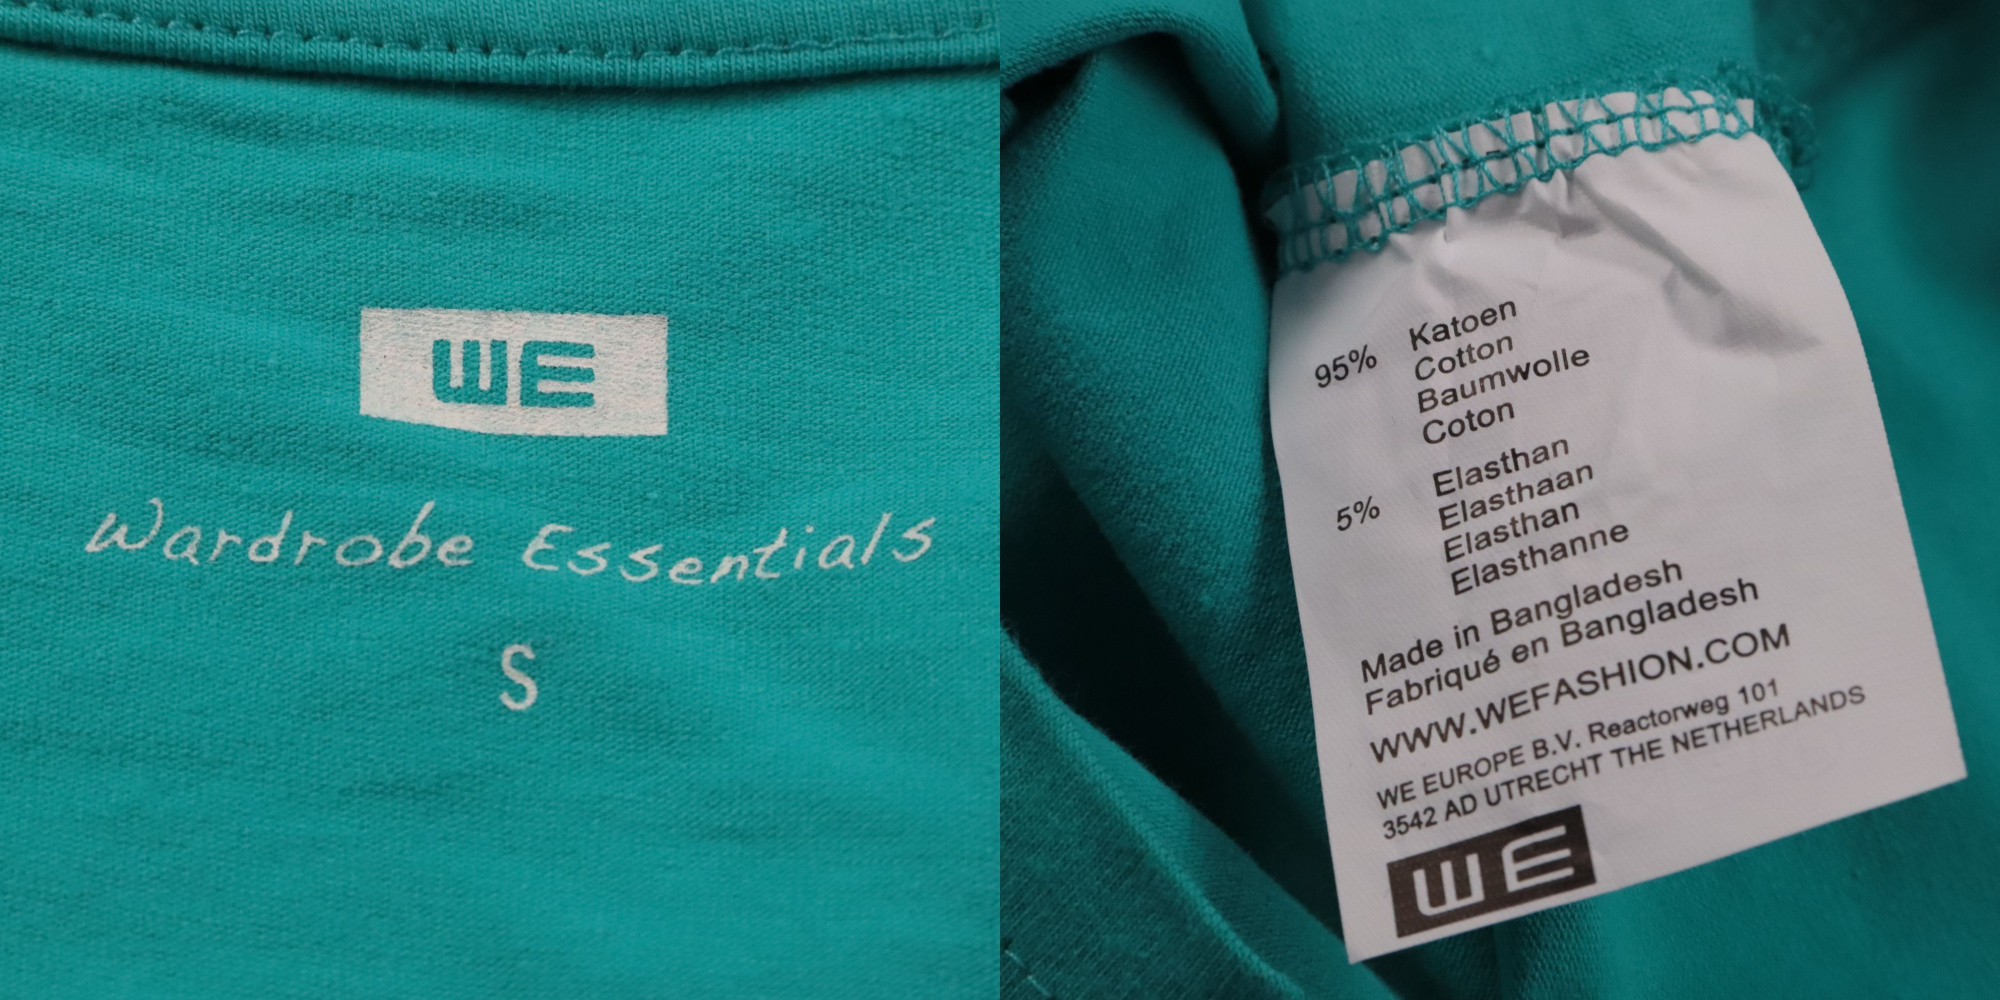 WE
Wardrobe Essentials
S
95% Katoen
Cotton
Baumwolle
Coton
5% Elasthan
Elasthaan
Elasthan
Elasthanne
Made in Bangladesh
Fabriqué en Bangladesh
WWW.WEFASHION.COM
WE EUROPE B.V. Reactorweg 101
3542 AD UTRECHT THE NETHERLANDS
WE